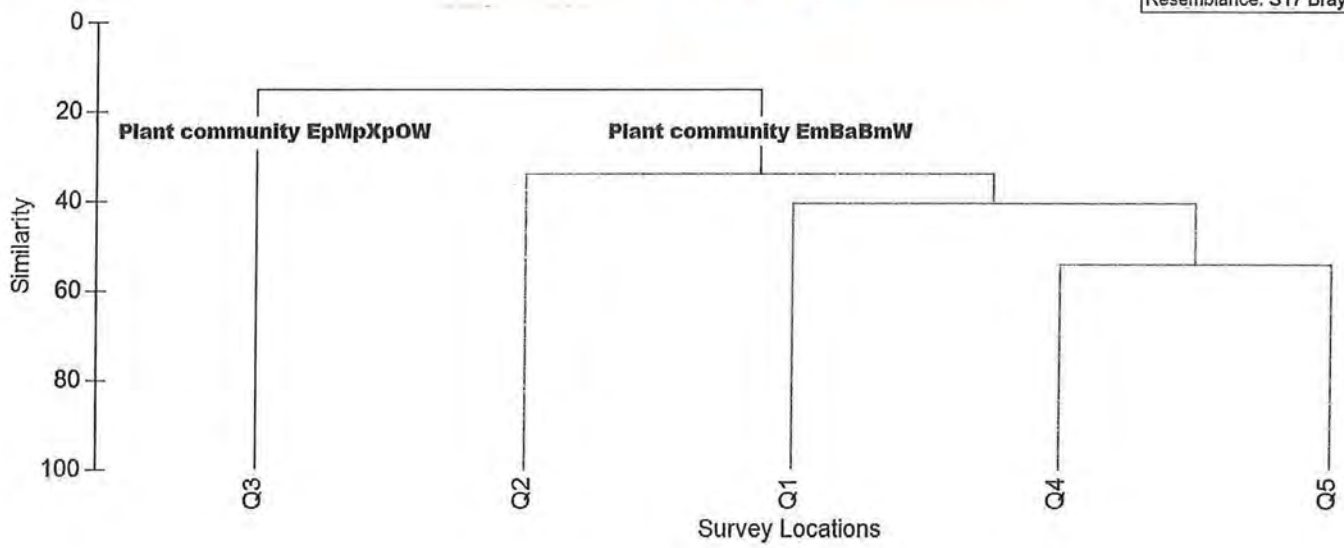 Resemblance: S17 Bray
0
20
Plant community EpMpXpOW
Plant community EmBaBmW
40
Similarity
60
80
100
Q3
Q2
Q1
Q4
Q5
Survey Locations